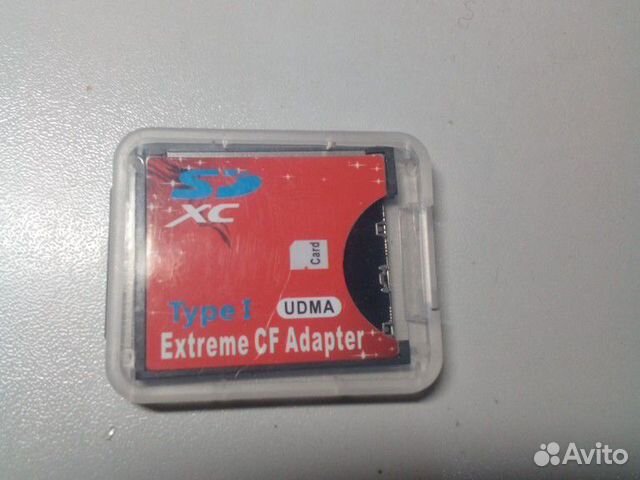 SD
XC
Card
Type I
UDMA
Extreme CF Adapter
Avito